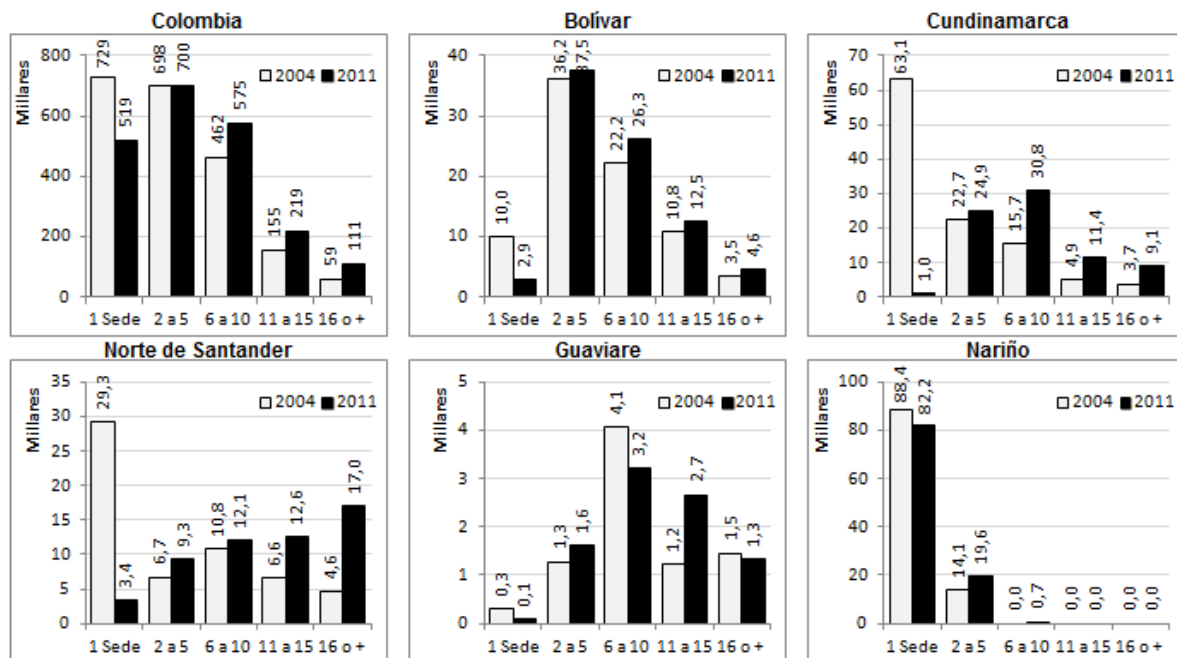 Colombia
Millares
800
600
400
200
0
2004 2011
729 519 698 700 462 575 155 219 59 111
1 Sede 2 a 5 6 a 10 11 a 15 16 o +
Bolívar
Millares
40
30
20
10
0
2004 2011
10,0 2,9 36,2 37,5 22,2 26,3 10,8 12,5 3,5 4,6
1 Sede 2 a 5 6 a 10 11 a 15 16 o +
Cundinamarca
Millares
70
60
50
40
30
20
10
0
2004 2011
63,1 1,0 22,7 24,9 15,7 30,8 4,9 11,4 3,7 9,1
1 Sede 2 a 5 6 a 10 11 a 15 16 o +
Norte de Santander
Millares
35
30
25
20
15
10
5
0
2004 2011
29,3 3,4 6,7 9,3 10,8 12,1 6,6 12,6 4,6 17,0
1 Sede 2 a 5 6 a 10 11 a 15 16 o +
Guaviare
Millares
5
4
3
2
1
0
2004 2011
0,3 0,1 1,3 1,6 4,1 3,2 1,2 2,7 1,5 1,3
1 Sede 2 a 5 6 a 10 11 a 15 16 o +
Nariño
Millares
100
80
60
40
20
0
2004 2011
88,4 82,2 14,1 19,6 0,0 0,7 0,0 0,0 0,0 0,0
1 Sede 2 a 5 6 a 10 11 a 15 16 o +